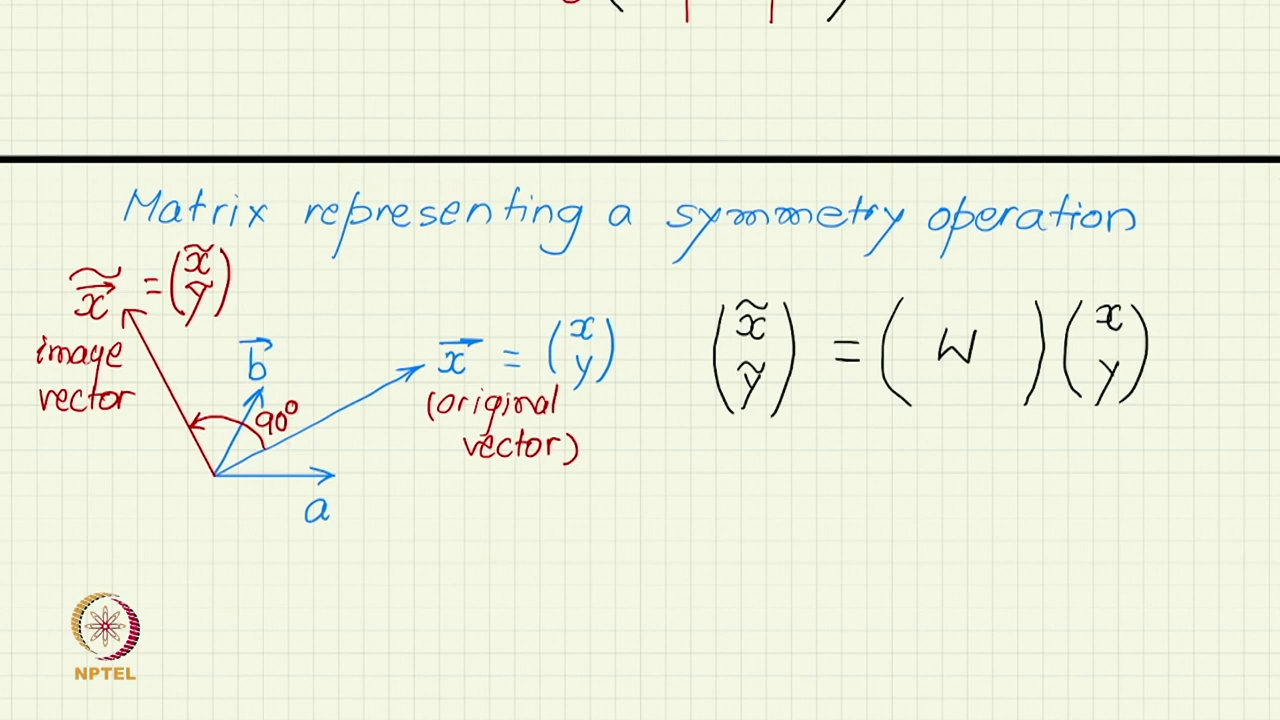 Matrix representing a symmetry operation
x̃⃗ = (x̃ ỹ)
image
vector
b⃗
90°
x⃗ = (x y)
(original
vector)
a
(x̃ ỹ) = ( W ) (x y)
NPTEL